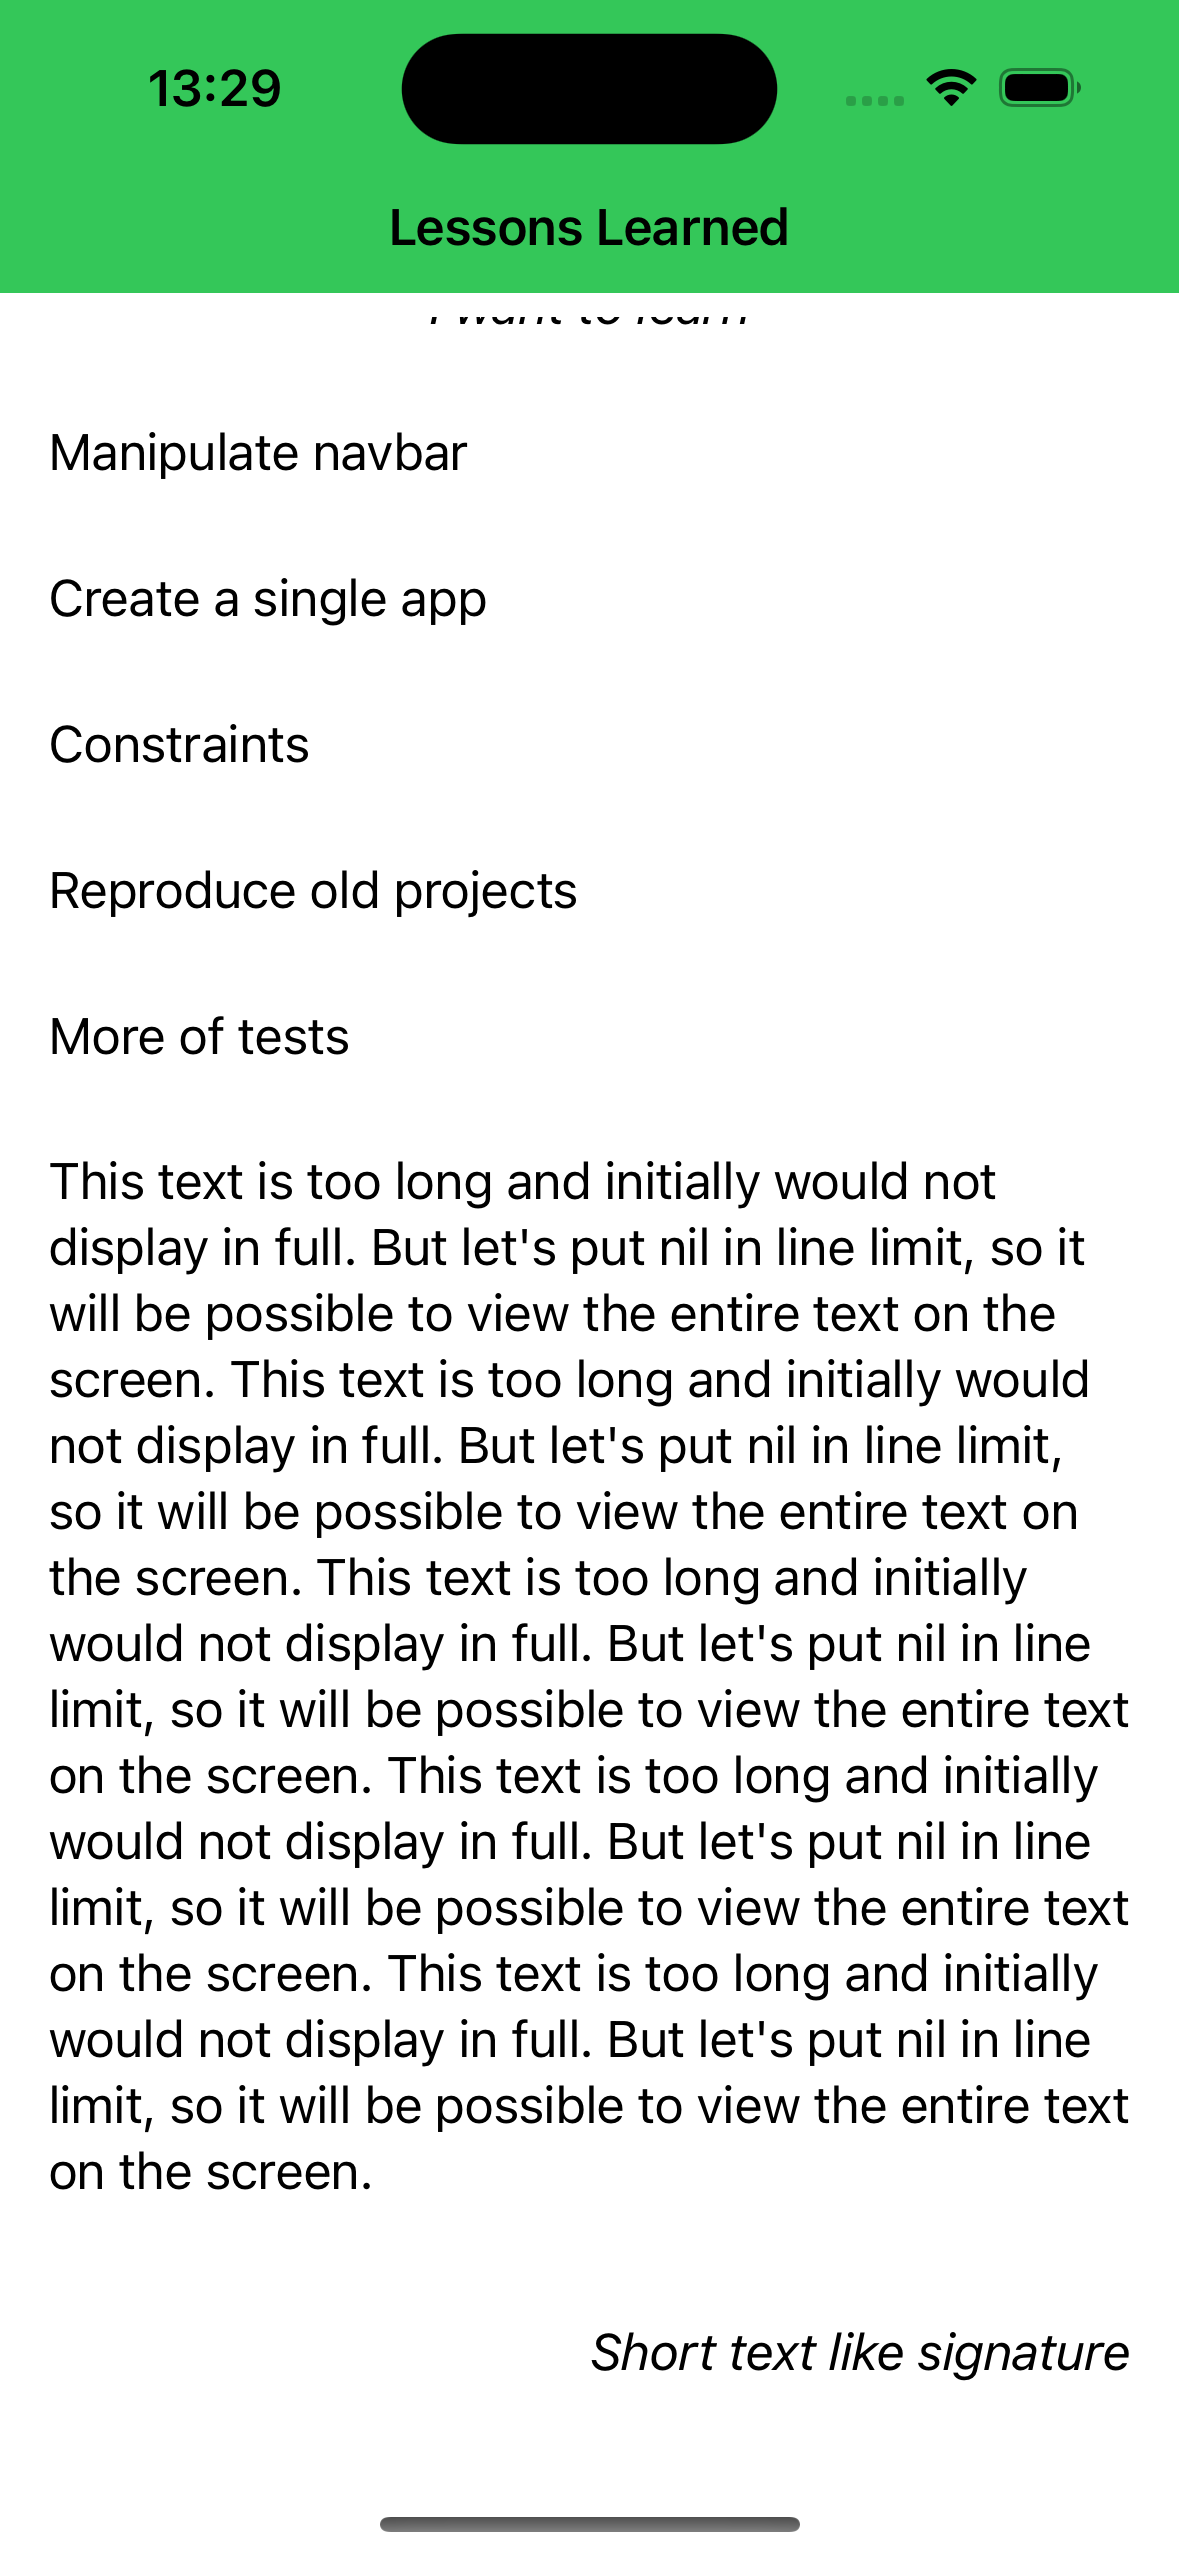 13:29
Lessons Learned
I want to learn
Manipulate navbar
Create a single app
Constraints
Reproduce old projects
More of tests
This text is too long and initially would not
display in full. But let's put nil in line limit, so it
will be possible to view the entire text on the
screen. This text is too long and initially would
not display in full. But let's put nil in line limit,
so it will be possible to view the entire text on
the screen. This text is too long and initially
would not display in full. But let's put nil in line
limit, so it will be possible to view the entire text
on the screen. This text is too long and initially
would not display in full. But let's put nil in line
limit, so it will be possible to view the entire text
on the screen. This text is too long and initially
would not display in full. But let's put nil in line
limit, so it will be possible to view the entire text
on the screen.
Short text like signature